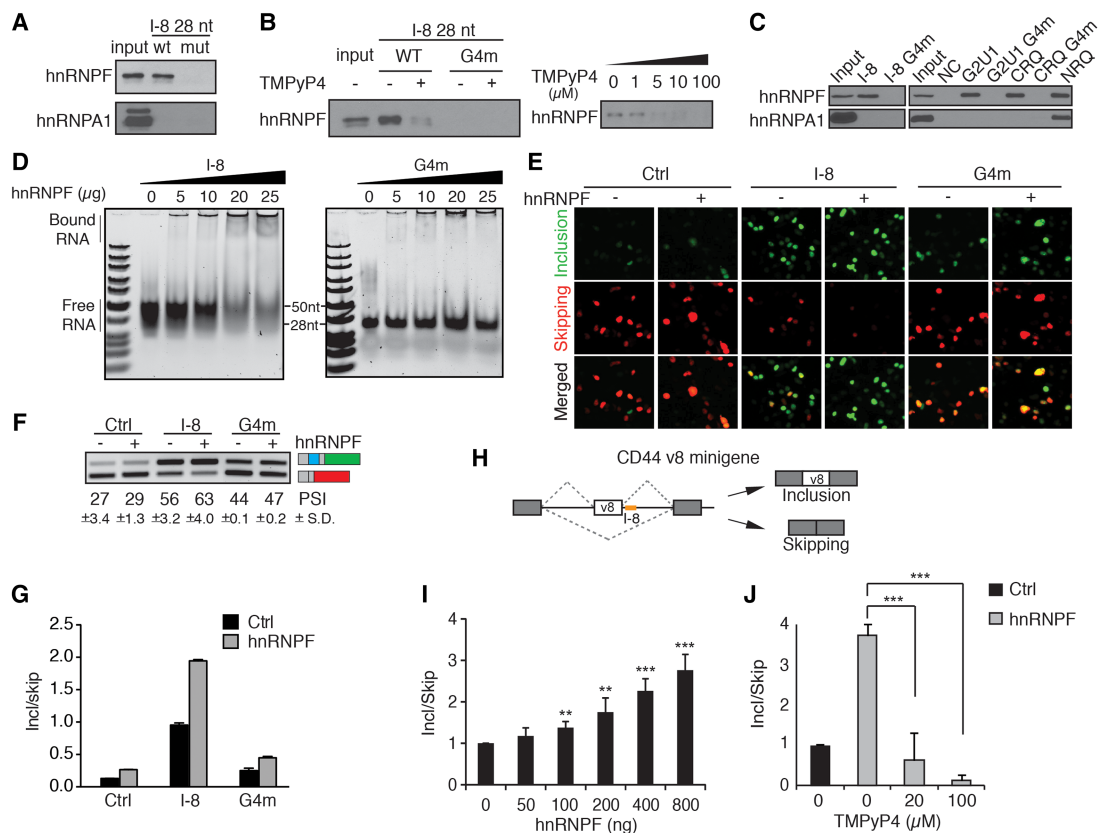 A
I-8 28 nt
input wt mut
hnRNPF
hnRNPA1
B
I-8 28 nt
input WT G4m
TMPyP4 - - + - +
hnRNPF
TMPyP4
(µM) 0 1 5 10 100
hnRNPF
C
Input I-8 I-8 G4m Input NC G2U1 G2U1 G4m CRQ CRQ G4m NRQ
hnRNPF
hnRNPA1
D
I-8 G4m
hnRNPF (µg) 0 5 10 20 25 0 5 10 20 25
Bound
RNA
Free
RNA
50nt
28nt
E
Ctrl I-8 G4m
hnRNPF - + - + - +
Inclusion
Skipping
Merged
F
Ctrl I-8 G4m
- + - + - + hnRNPF
27 29 56 63 44 47 PSI
±3.4 ±1.3 ±3.2 ±4.0 ±0.1 ±0.2 ± S.D.
H
CD44 v8 minigene
v8
I-8
v8
Inclusion
Skipping
G
Ctrl
hnRNPF
Incl/skip
2.5
2.0
1.5
1.0
0.5
0.0
Ctrl I-8 G4m
I
Incl/Skip
4
3
2
1
0
** ** *** ***
0 50 100 200 400 800
hnRNPF (ng)
J
Ctrl
hnRNPF
***
***
Incl/Skip
4
3
2
1
0
0 0 20 100
TMPyP4 (µM)